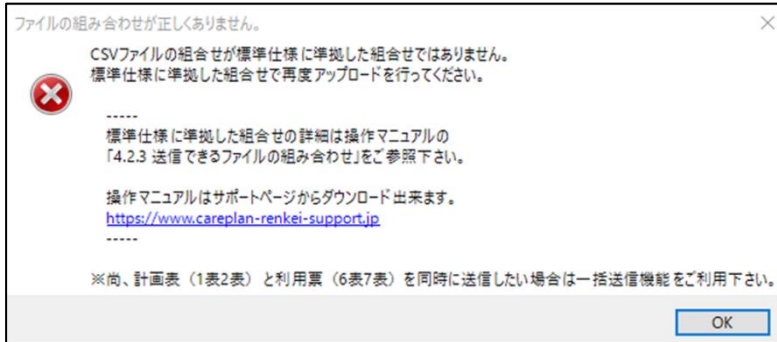 ファイルの組み合わせが正しくありません。
CSVファイルの組合せが標準仕様に準拠した組合せではありません。
標準仕様に準拠した組合せで再度アップロードを行ってください。
-----
標準仕様に準拠した組合せの詳細は操作マニュアルの
「4.2.3 送信できるファイルの組み合わせ」をご参照下さい。
操作マニュアルはサポートページからダウンロード出来ます。
https://www.careplan-renkei-support.jp
-----
※尚、計画表（1表2表）と利用票（6表7表）を同時に送信したい場合は一括送信機能をご利用下さい。
OK